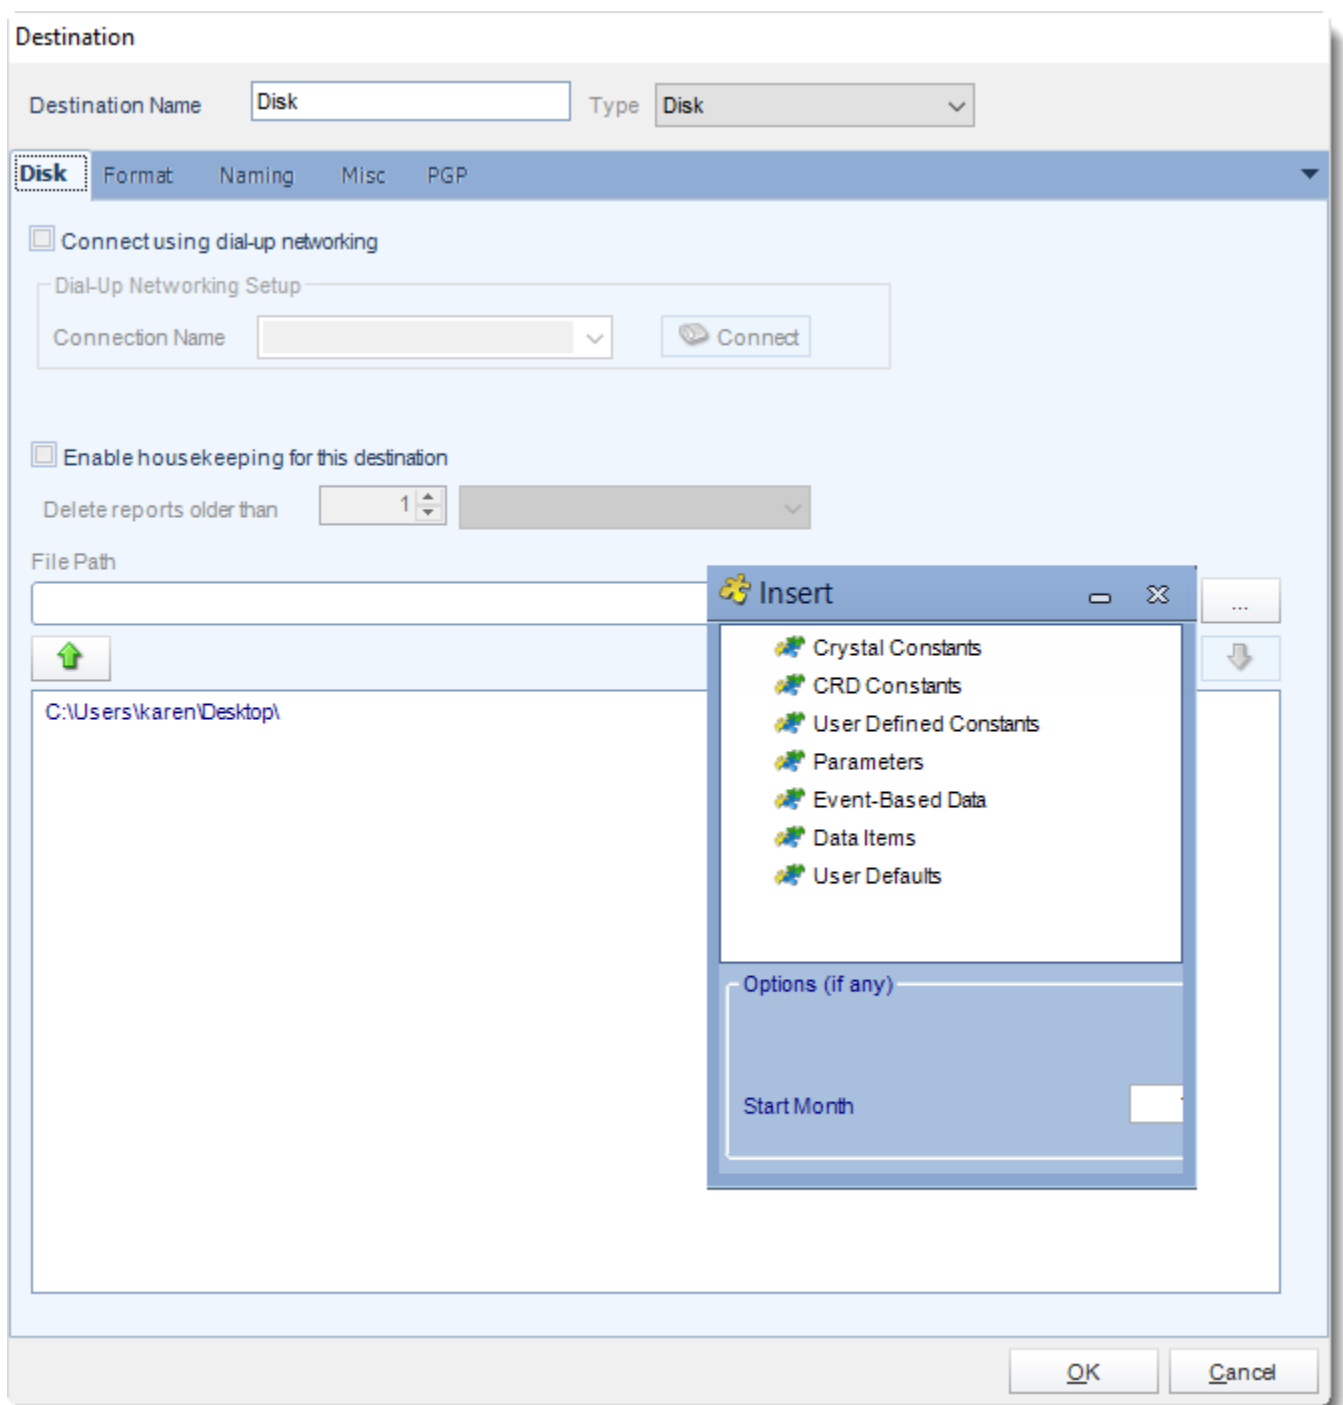 Destination
Destination Name Disk Type Disk
Disk Format Naming Misc PGP
Connect using dial-up networking
Dial-Up Networking Setup
Connection Name Connect
Enable housekeeping for this destination
Delete reports older than 1
File Path
...
C:\Users\karen\Desktop\
Insert
Crystal Constants
CRD Constants
User Defined Constants
Parameters
Event-Based Data
Data Items
User Defaults
Options (if any)
Start Month
OK Cancel